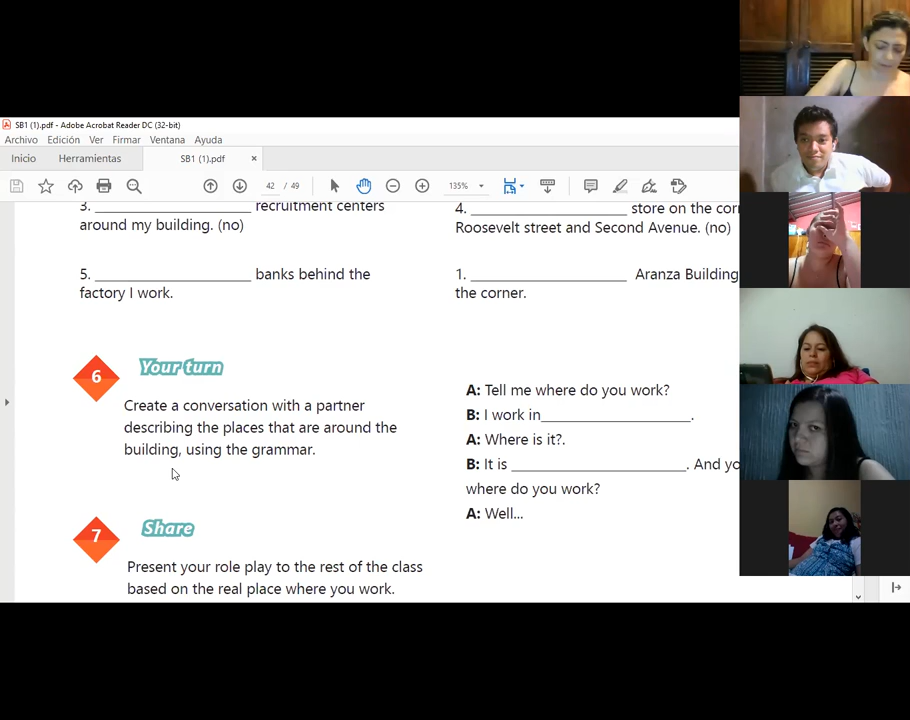 SB1 (1).pdf - Adobe Acrobat Reader DC (32-bit)
Archivo Edición Ver Firmar Ventana Ayuda
Inicio Herramientas SB1 (1).pdf ×
42 / 49 135%
3. ____________________ recruitment centers
around my building. (no)
4. ____________________ store on the cor
Roosevelt street and Second Avenue. (no)
5. ____________________ banks behind the
factory I work.
1. ____________________ Aranza Building
the corner.
6 Your turn
Create a conversation with a partner
describing the places that are around the
building, using the grammar.
A: Tell me where do you work?
B: I work in____________________.
A: Where is it?.
B: It is ______________________. And yo
where do you work?
A: Well...
7 Share
Present your role play to the rest of the class
based on the real place where you work.